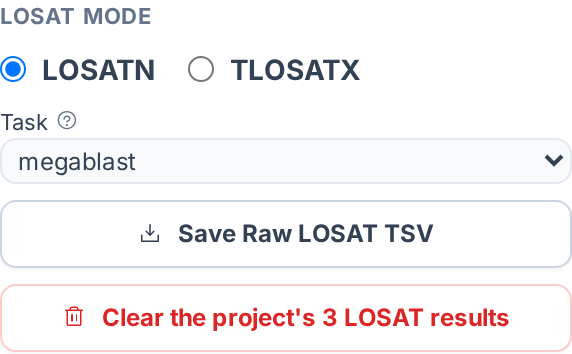 LOSAT MODE
LOSATN
TLOSATX
Task ?
megablast
Save Raw LOSAT TSV
Clear the project's 3 LOSAT results